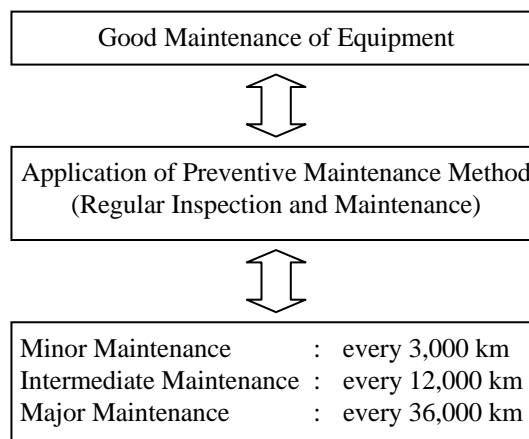 Good Maintenance of Equipment
Application of Preventive Maintenance Method
(Regular Inspection and Maintenance)
Minor Maintenance : every 3,000 km
Intermediate Maintenance : every 12,000 km
Major Maintenance : every 36,000 km